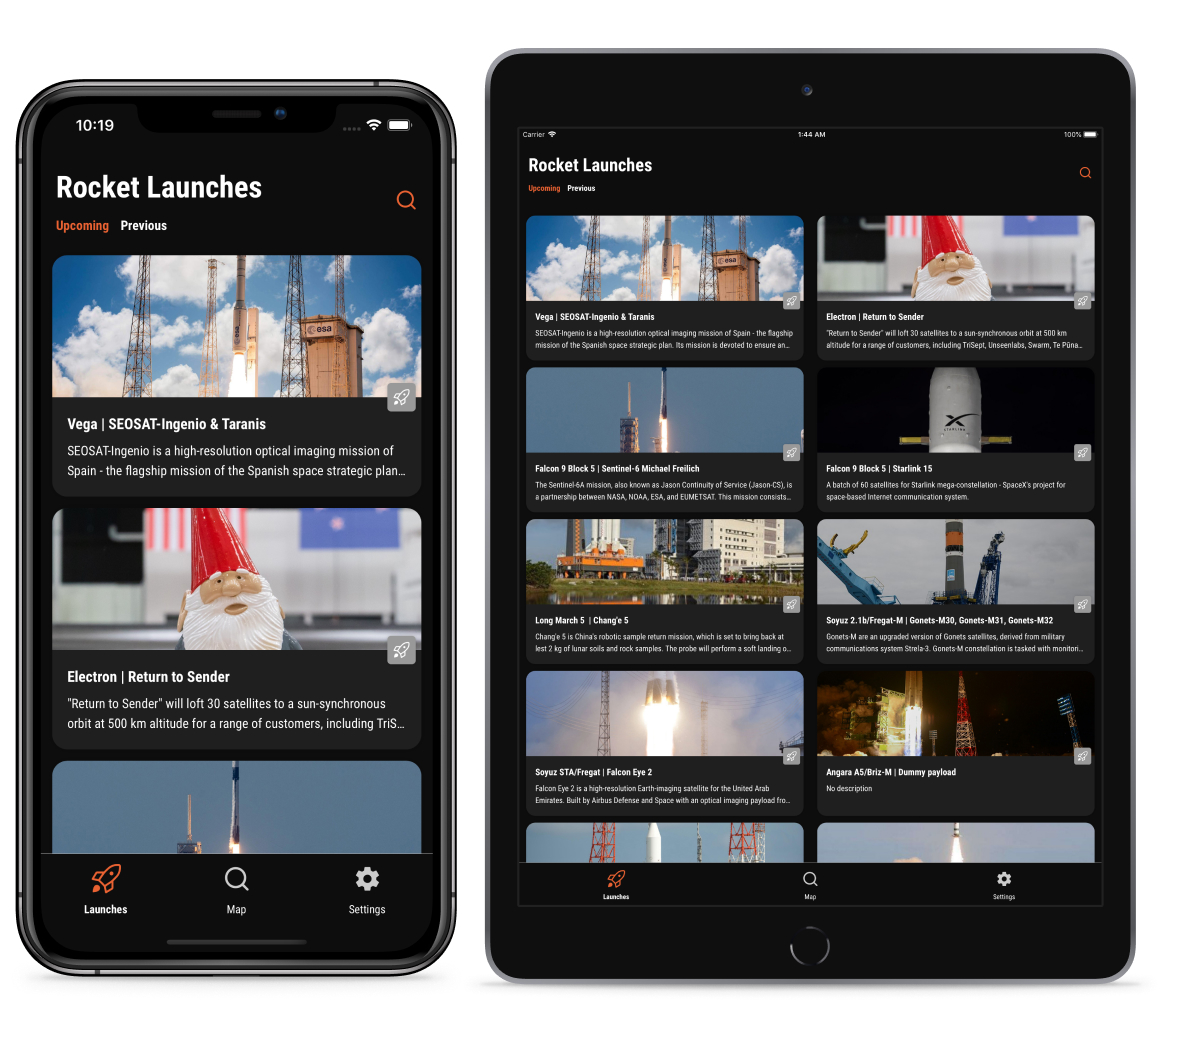 10:19
Rocket Launches
Upcoming Previous
esa
esa
Vega | SEOSAT-Ingenio & Taranis
SEOSAT-Ingenio is a high-resolution optical imaging mission of
Spain - the flagship mission of the Spanish space strategic plan...
Electron | Return to Sender
"Return to Sender" will loft 30 satellites to a sun-synchronous
orbit at 500 km altitude for a range of customers, including TriS...
Launches Map Settings
Carrier 1:44 AM 100%
Rocket Launches
Upcoming Previous
esa
Vega | SEOSAT-Ingenio & Taranis
SEOSAT-Ingenio is a high-resolution optical imaging mission of Spain - the flagship
mission of the Spanish space strategic plan. Its mission is devoted to ensure an...
Electron | Return to Sender
"Return to Sender" will loft 30 satellites to a sun-synchronous orbit at 500 km
altitude for a range of customers, including TriSept, Unseenlabs, Swarm, Te Pūna...
Falcon 9 Block 5 | Sentinel-6 Michael Freilich
The Sentinel-6A mission, also known as Jason Continuity of Service (Jason-CS), is
a partnership between NASA, NOAA, ESA, and EUMETSAT. This mission consists...
STARLINK
Falcon 9 Block 5 | Starlink 15
A batch of 60 satellites for Starlink mega-constellation - SpaceX's project for
space-based Internet communication system.
Long March 5 | Chang'e 5
Chang'e 5 is China's robotic sample return mission, which is set to bring back at
lest 2 kg of lunar soils and rock samples. The probe will perform a soft landing o...
Soyuz 2.1b/Fregat-M | Gonets-M30, Gonets-M31, Gonets-M32
Gonets-M are an upgraded version of Gonets satellites, derived from military
communications system Strela-3. Gonets-M constellation is tasked with monitori...
Soyuz STA/Fregat | Falcon Eye 2
Falcon Eye 2 is a high-resolution Earth-imaging satellite for the United Arab
Emirates. Built by Airbus Defense and Space with an optical imaging payload fro...
Angara A5/Briz-M | Dummy payload
No description
Launches Map Settings